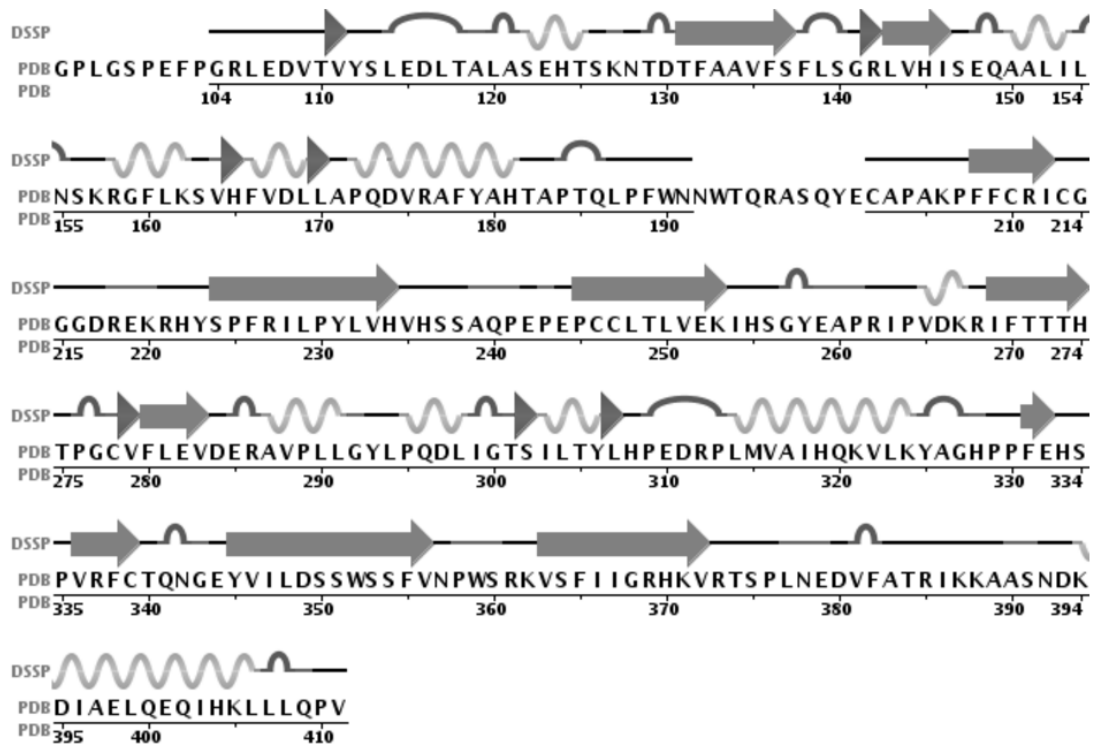 DSSP
PDB GPLGSPEFPGRLEDVTVYSLEDLTALASEHTSKNTDTFAAVFSFLSGRLVHISEQAALIL
PDB 104 110 120 130 140 150 154
DSSP
PDB NSKRGFLKSVHFVDLLAPQDVRAFYAHTAPTQLPFWNNWTQRASQYECAPAKPFFCRICG
PDB 155 160 170 180 190 210 214
DSSP
PDB GGDREKRHYSPFRILPYLVHVHSSAQPEPEPCCLTLVEKIHSGYEAPRIPVDKRIFTTTH
PDB 215 220 230 240 250 260 270 274
DSSP
PDB TPGCVFLEVDERAVPLLGYLPQDLIGTSILTYLHPEDRPLMVAIHQKVLKYAGHPPFEHS
PDB 275 280 290 300 310 320 330 334
DSSP
PDB PVRFCTQNGEYVILDSSWSSFVNPWSRKVSFIIGRHKVRTSPLNEDVFATRIKKAASNDK
PDB 335 340 350 360 370 380 390 394
DSSP
PDB DIAELQEQIHKLLLQPV
PDB 395 400 410